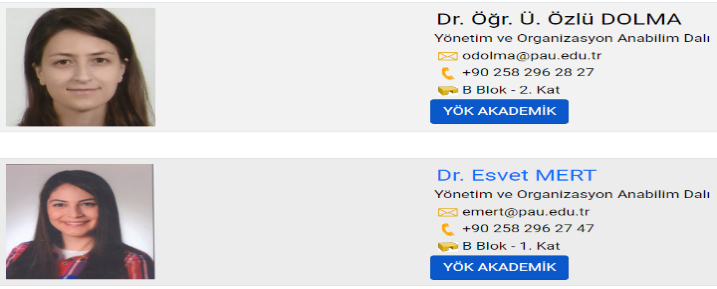 Dr. Öğr. Ü. Özlü DOLMA
Yönetim ve Organizasyon Anabilim Dalı
odolma@pau.edu.tr
+90 258 296 28 27
B Blok - 2. Kat
YÖK AKADEMİK
Dr. Esvet MERT
Yönetim ve Organizasyon Anabilim Dalı
emert@pau.edu.tr
+90 258 296 27 47
B Blok - 1. Kat
YÖK AKADEMİK